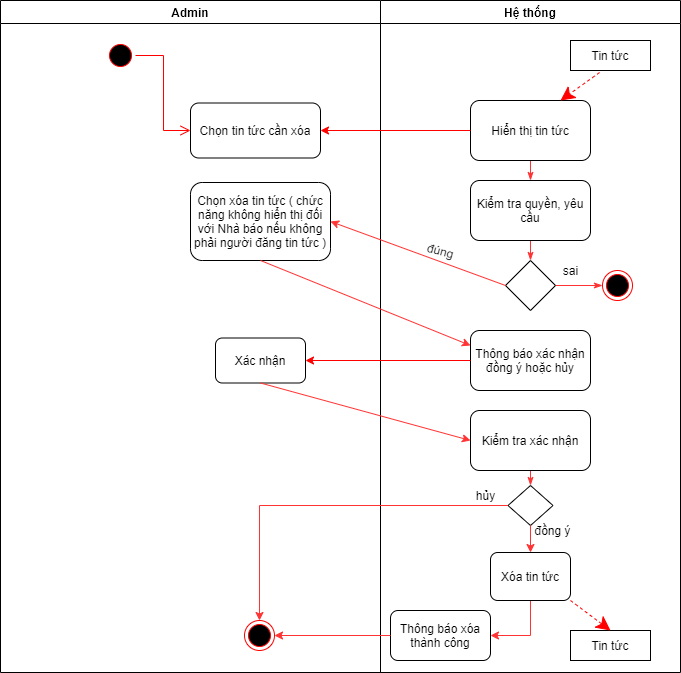 Admin
Hệ thống
Tin tức
Chọn tin tức cần xóa
Hiển thị tin tức
Chọn xóa tin tức ( chức
năng không hiển thị đối
với Nhà báo nếu không
phải người đăng tin tức )
Kiểm tra quyền, yêu
cầu
đúng
sai
Thông báo xác nhận
đồng ý hoặc hủy
Xác nhận
Kiểm tra xác nhận
hủy
đồng ý
Xóa tin tức
Thông báo xóa
thành công
Tin tức